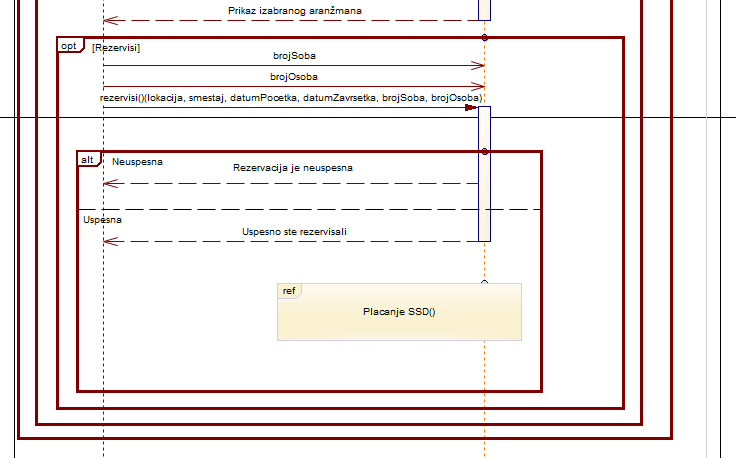 Prikaz izabranog aranžmana
opt
[Rezervisi]
brojSoba
brojOsoba
rezervisi()(lokacija, smestaj, datumPocetka, datumZavrsetka, brojSoba, brojOsoba)
alt
Neuspesna
Rezervacija je neuspesna
Uspesna
Uspesno ste rezervisali
ref
Placanje SSD()